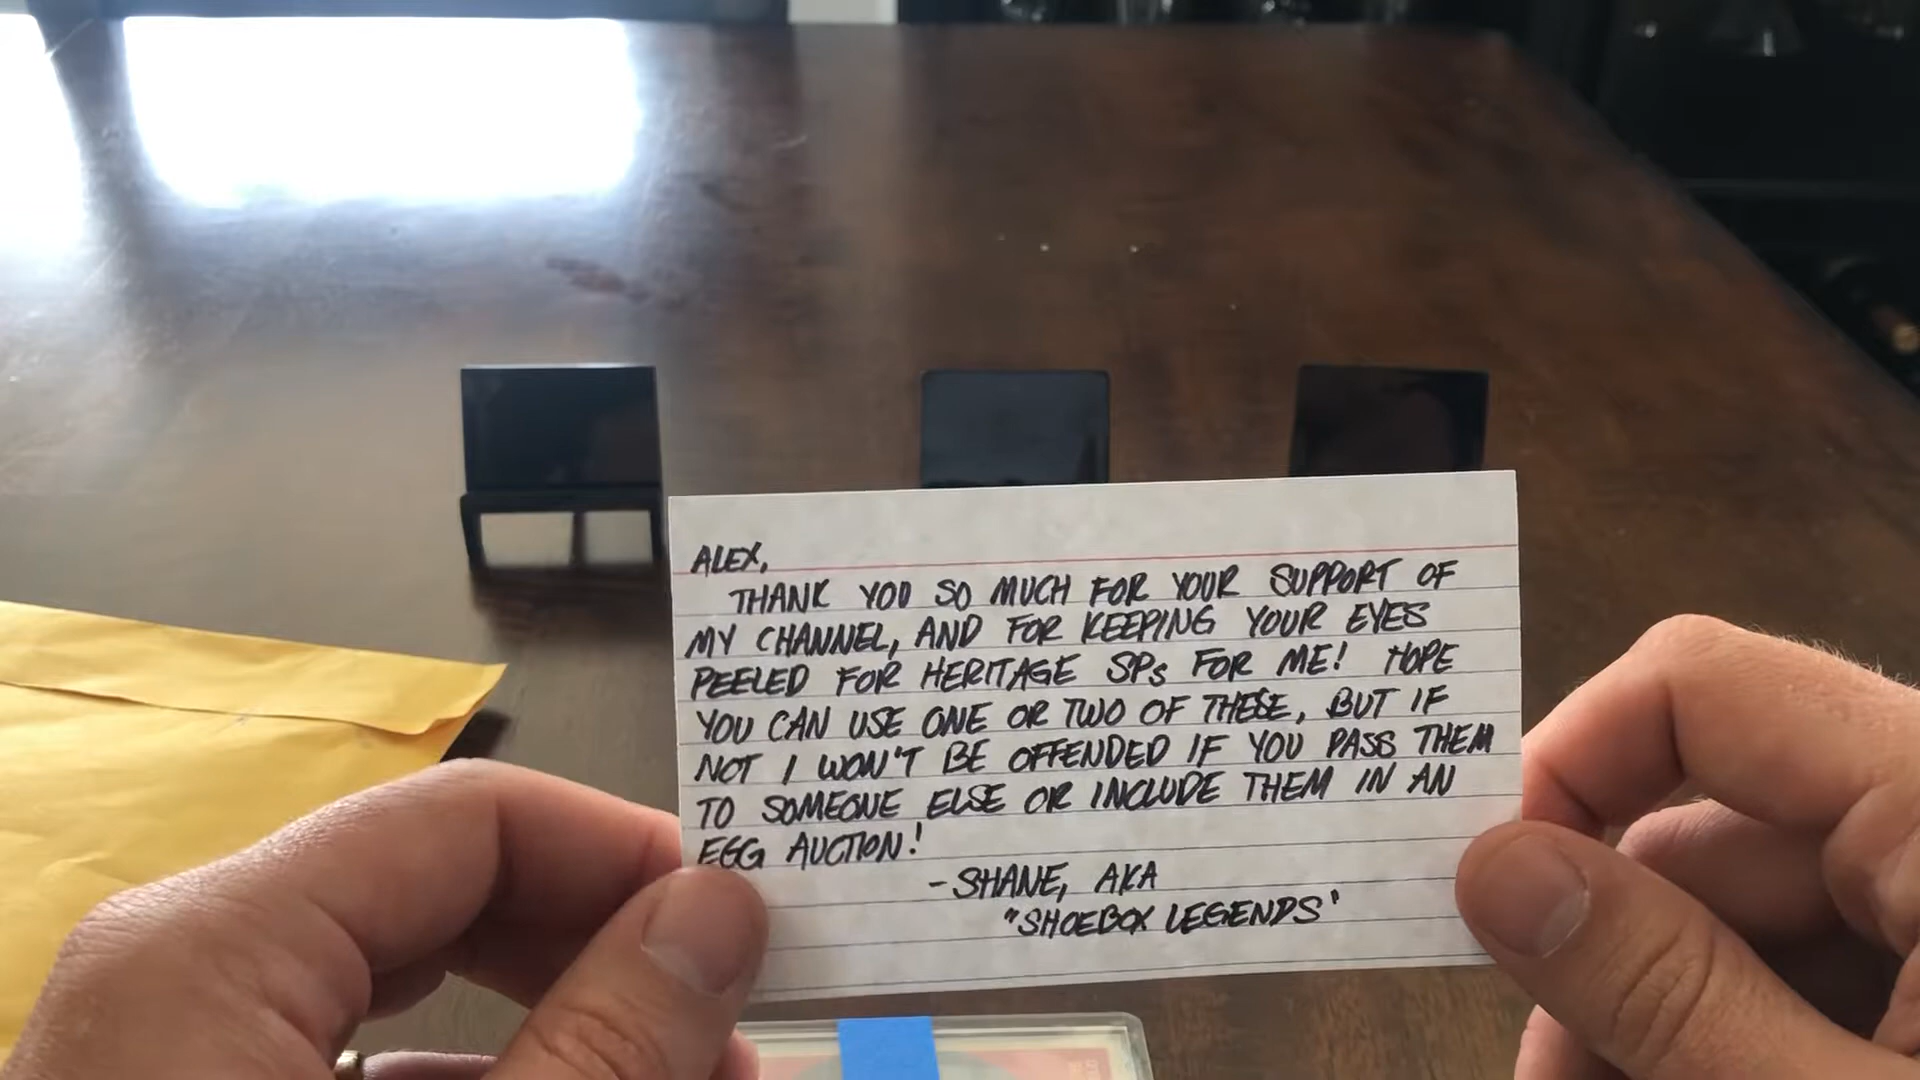 ALEX,
THANK YOU SO MUCH FOR YOUR SUPPORT OF
MY CHANNEL, AND FOR KEEPING YOUR EYES
PEELED FOR HERITAGE SPs FOR ME! HOPE
YOU CAN USE ONE OR TWO OF THESE, BUT IF
NOT I WON'T BE OFFENDED IF YOU PASS THEM
TO SOMEONE ELSE OR INCLUDE THEM IN AN
EGG AUCTION!
-SHANE, AKA
"SHOEBOX LEGENDS"